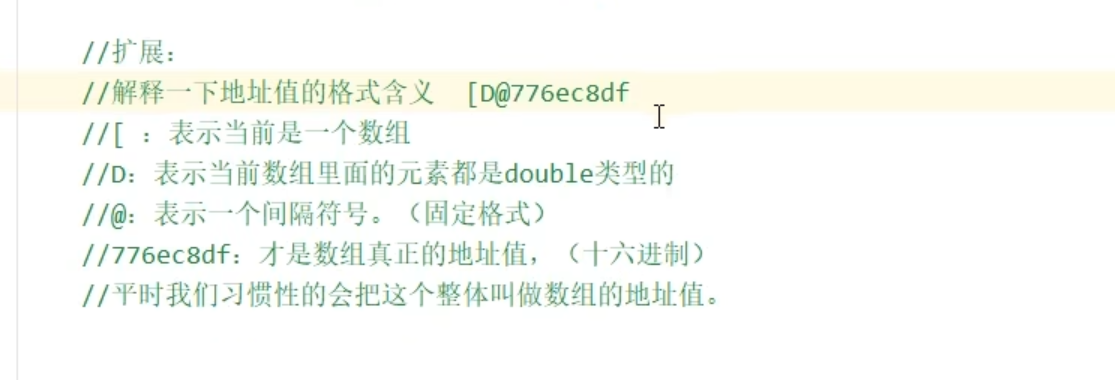 //扩展：
//解释一下地址值的格式含义  [D@776ec8df
//[ ：表示当前是一个数组
//D：表示当前数组里面的元素都是double类型的
//@：表示一个间隔符号。（固定格式）
//776ec8df：才是数组真正的地址值，（十六进制）
//平时我们习惯性的会把这个整体叫做数组的地址值。